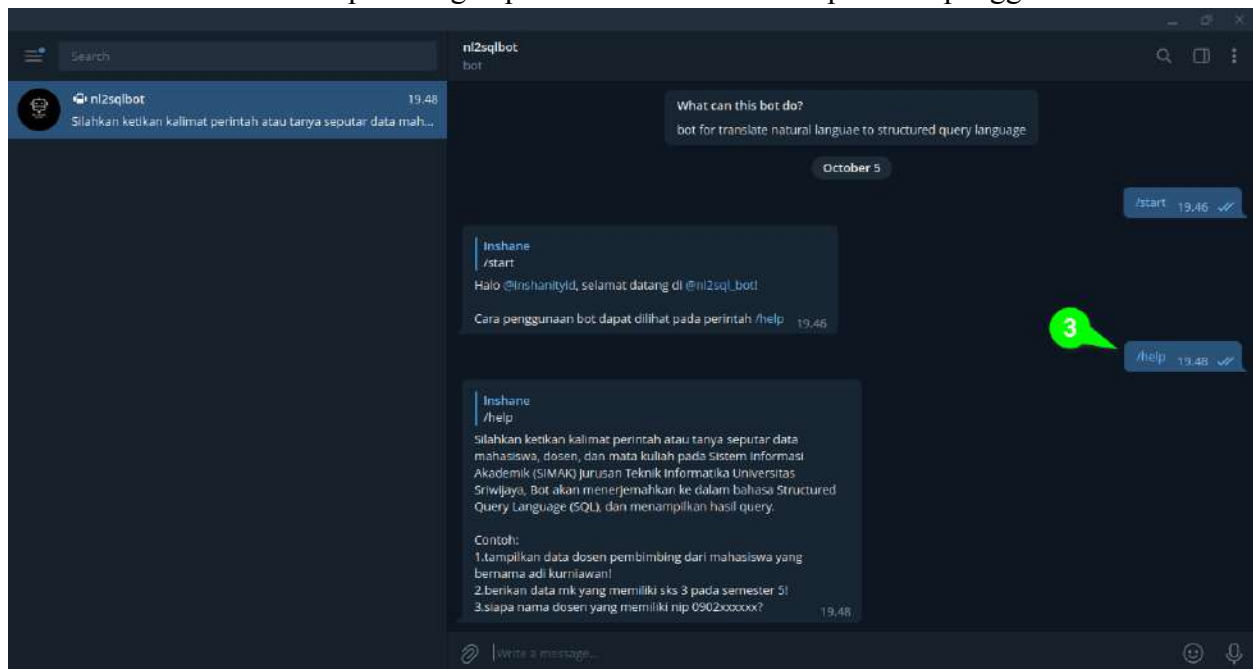 Search
nl2sqlbot
19.48
Silahkan ketikan kalimat perintah atau tanya seputar data mah...
nl2sqlbot
bot
What can this bot do?
bot for translate natural languae to structured query language
October 5
/start 19.46
Inshane
/start
Halo @inshanityid, selamat datang di @nl2sql_bot!
Cara penggunaan bot dapat dilihat pada perintah /help 19.46
3
/help 19.48
Inshane
/help
Silahkan ketikan kalimat perintah atau tanya seputar data
mahasiswa, dosen, dan mata kuliah pada Sistem Informasi
Akademik (SIMAK) Jurusan Teknik Informatika Universitas
Sriwijaya, Bot akan menerjemahkan ke dalam bahasa Structured
Query Language (SQL), dan menampilkan hasil query.
Contoh:
1.tampilkan data dosen pembimbing dari mahasiswa yang
bernama adi kurniawan!
2.berikan data mk yang memiliki sks 3 pada semester 5!
3.siapa nama dosen yang memiliki nip 0902xxxxxx? 19.48
Write a message...